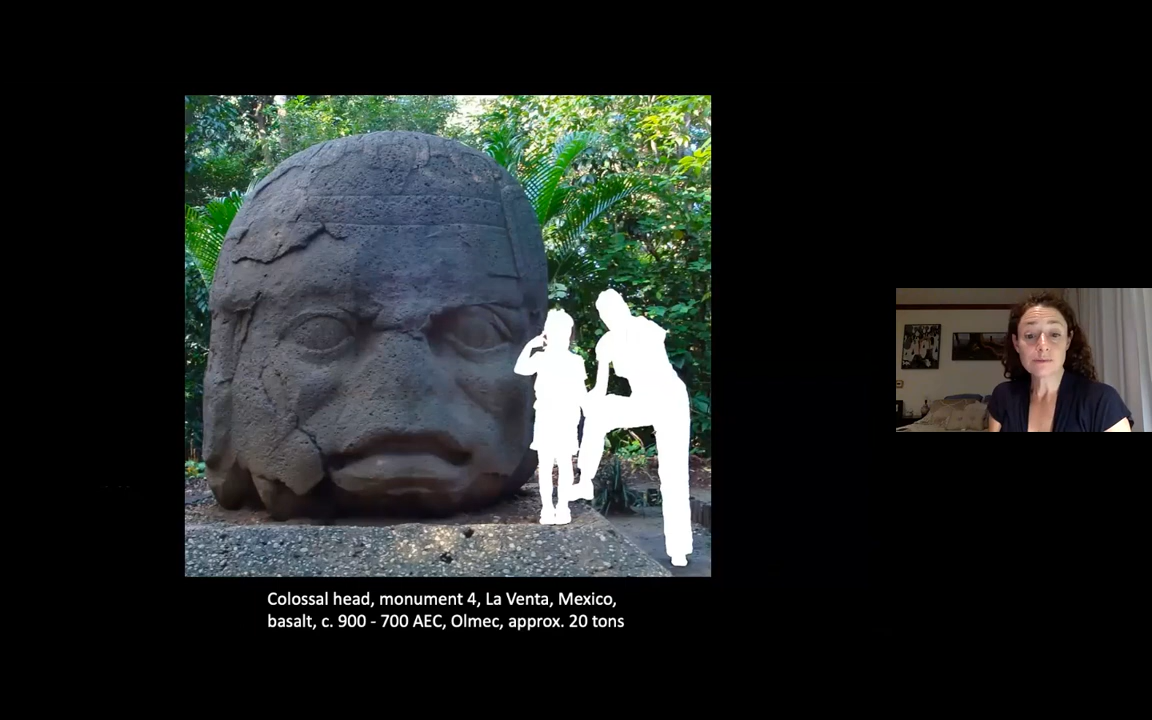 Colossal head, monument 4, La Venta, Mexico,
basalt, c. 900 - 700 AEC, Olmec, approx. 20 tons